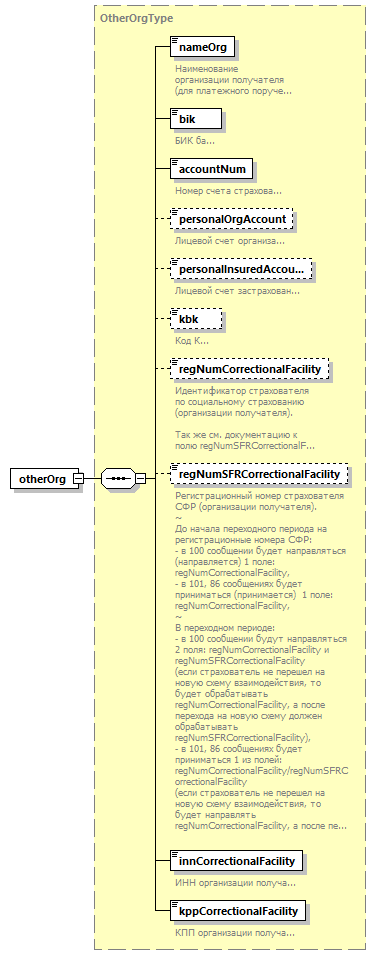 OtherOrgType
nameOrg
Наименование
организации получателя
(для платежного поруче...
bik
БИК ба...
accountNum
Номер счета страхова...
personalOrgAccount
Лицевой счет организа...
personalInsuredAccou...
Лицевой счет застрахован...
kbk
Код К...
regNumCorrectionalFacility
Идентификатор страхователя
по социальному страхованию
(организации получателя).
Так же см. документацию к
полю regNumSFRCorrectionalF...
otherOrg
regNumSFRCorrectionalFacility
Регистрационный номер страхователя
СФР (организации получателя).
~
До начала переходного периода на
регистрационные номера СФР:
- в 100 сообщении будет направляться
(направляется) 1 поле:
regNumCorrectionalFacility,
- в 101, 86 сообщениях будет
приниматься (принимается)  1 поле:
regNumCorrectionalFacility,
~
В переходном периоде:
- в 100 сообщении будут направляться
2 поля: regNumCorrectionalFacility и
regNumSFRCorrectionalFacility
(если страхователь не перешел на
новую схему взаимодействия, то
будет обрабатывать
regNumCorrectionalFacility, а после
перехода на новую схему должен
обрабатывать
regNumSFRCorrectionalFacility),
- в 101, 86 сообщениях будет
приниматься 1 из полей:
regNumCorrectionalFacility/regNumSFRC
orrectionalFacility
(если страхователь не перешел на
новую схему взаимодействия, то
будет направлять
regNumCorrectionalFacility, а после пе...
innCorrectionalFacility
ИНН организации получа...
kppCorrectionalFacility
КПП организации получа...